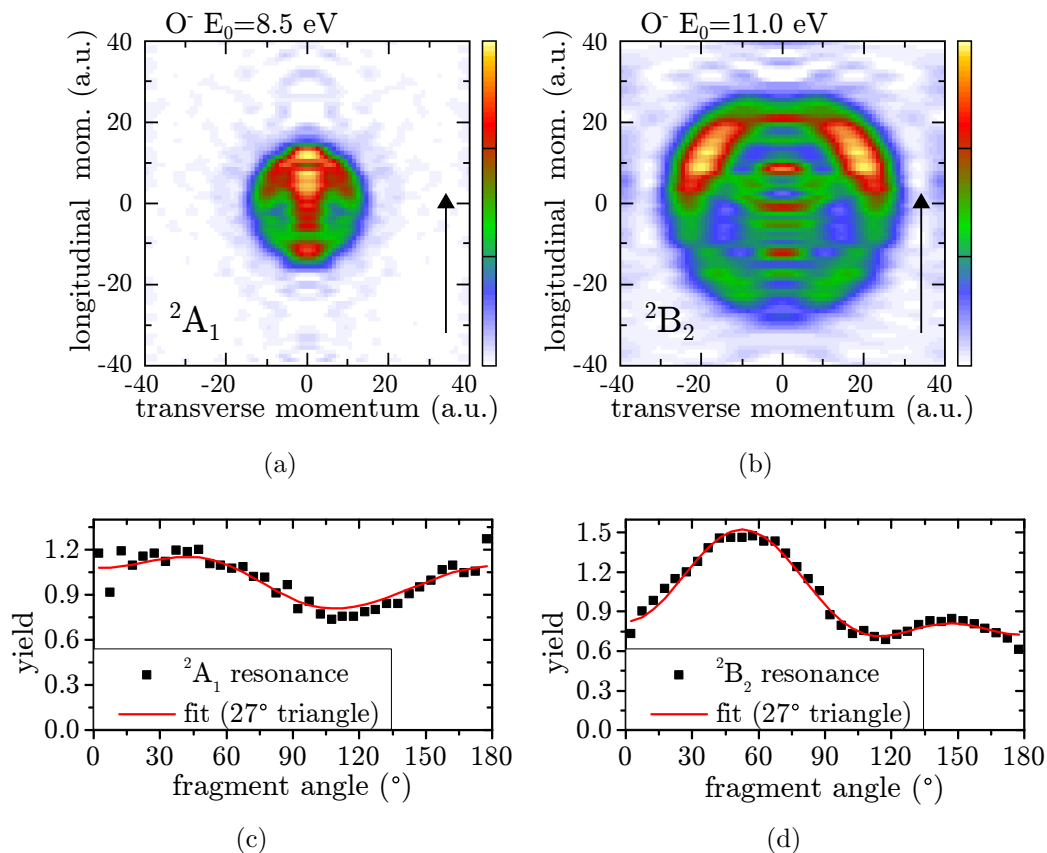 O⁻ E₀=8.5 eV
longitudinal mom. (a.u.)
40
20
0
-20
-40
²A₁
-40 -20 0 20 40
transverse momentum (a.u.)
(a)
O⁻ E₀=11.0 eV
longitudinal mom. (a.u.)
40
20
0
-20
-40
²B₂
-40 -20 0 20 40
transverse momentum (a.u.)
(b)
yield
1.2
0.9
0.6
0.3
0.0
²A₁ resonance
fit (27° triangle)
0 30 60 90 120 150 180
fragment angle (°)
(c)
yield
1.5
1.2
0.9
0.6
0.3
0.0
²B₂ resonance
fit (27° triangle)
0 30 60 90 120 150 180
fragment angle (°)
(d)